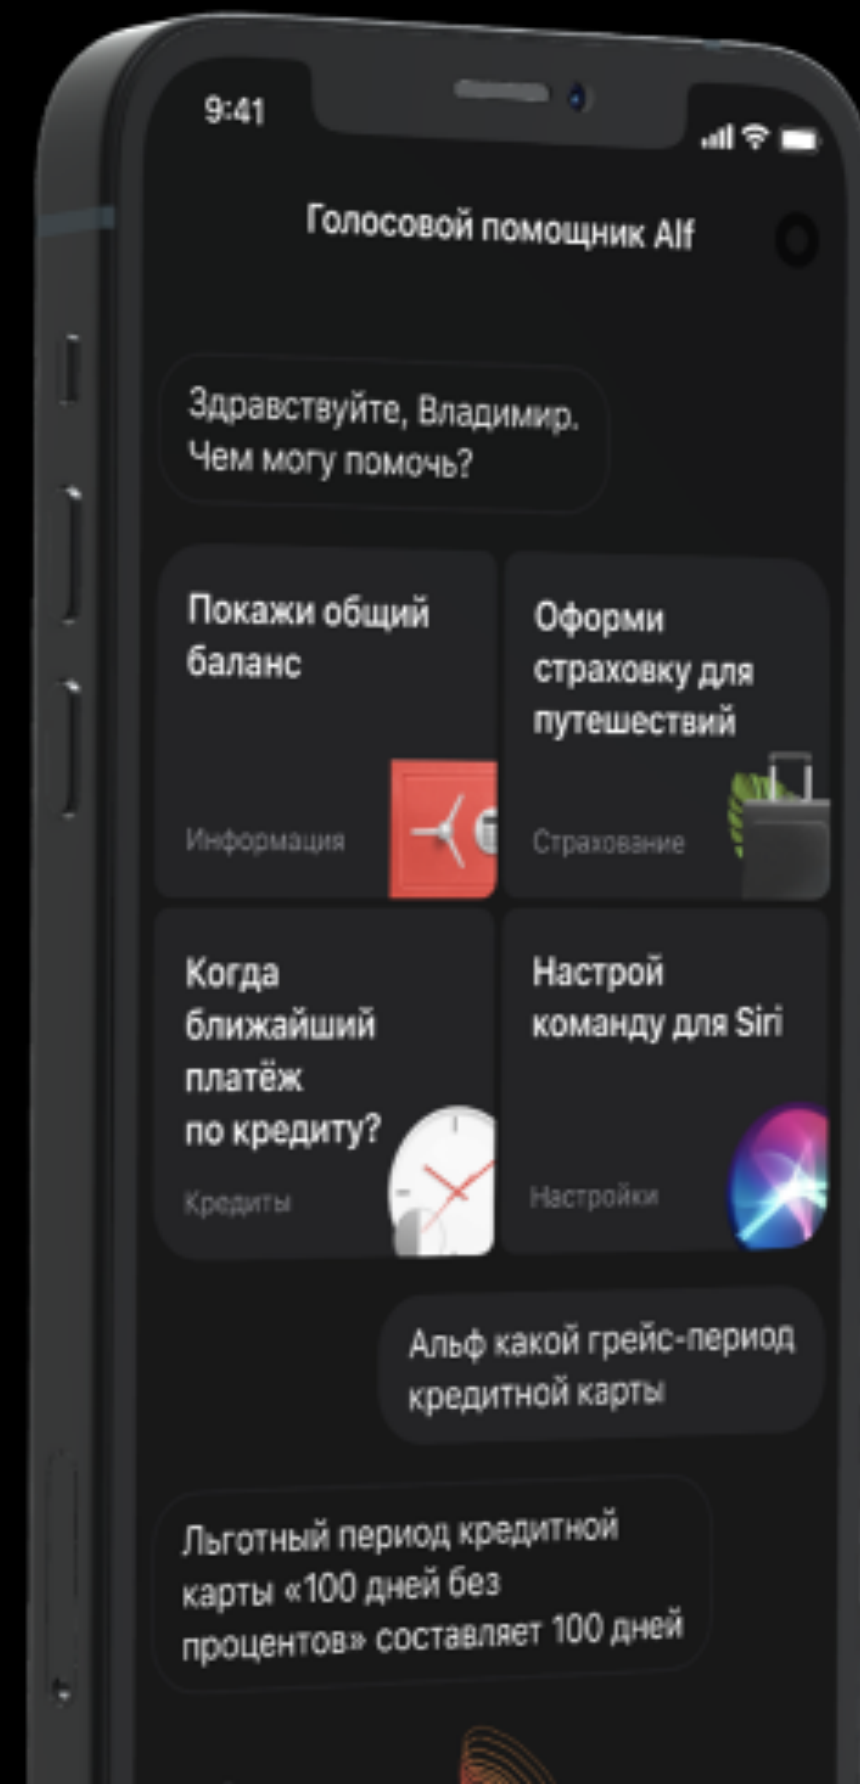 9:41
Голосовой помощник Alf
Здравствуйте, Владимир.
Чем могу помочь?
Покажи общий
баланс
Информация
Оформи
страховку для
путешествий
Страхование
Когда
ближайший
платёж
по кредиту?
Кредиты
Настрой
команду для Siri
Настройки
Альф какой грейс-период
кредитной карты
Льготный период кредитной
карты «100 дней без
процентов» составляет 100 дней